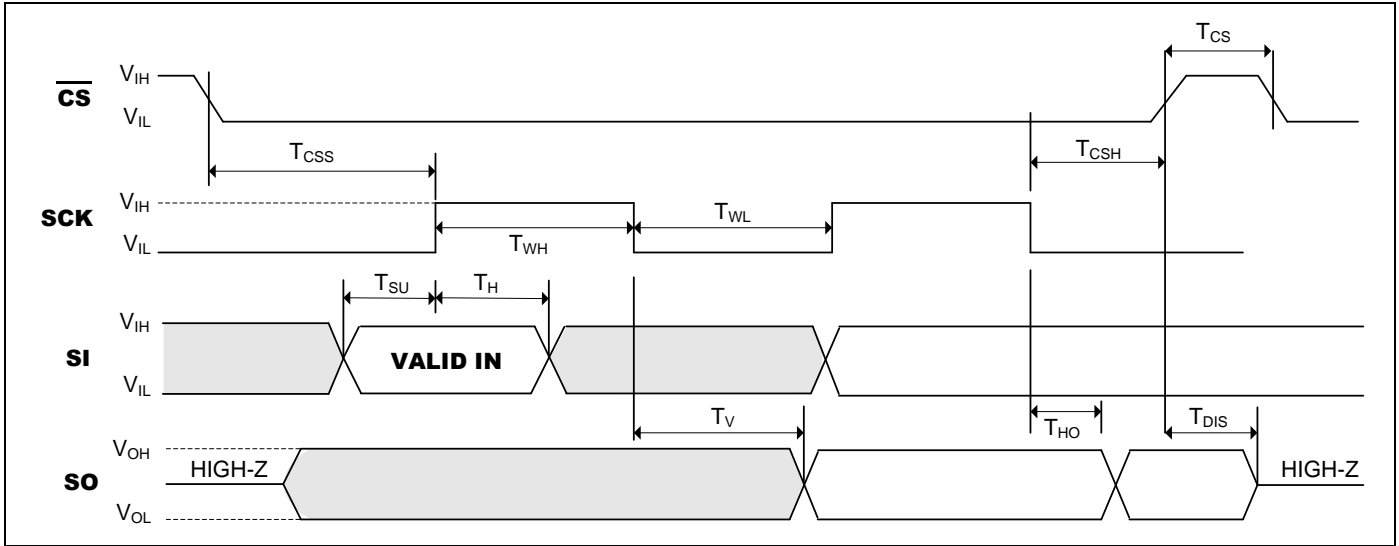 T_CS
V_IH
CS
V_IL
T_CSS
T_CSH
V_IH
SCK
T_WL
V_IL
T_WH
T_SU T_H
V_IH
SI
VALID IN
V_IL
T_V
T_HO
T_DIS
V_OH
HIGH-Z
HIGH-Z
SO
V_OL